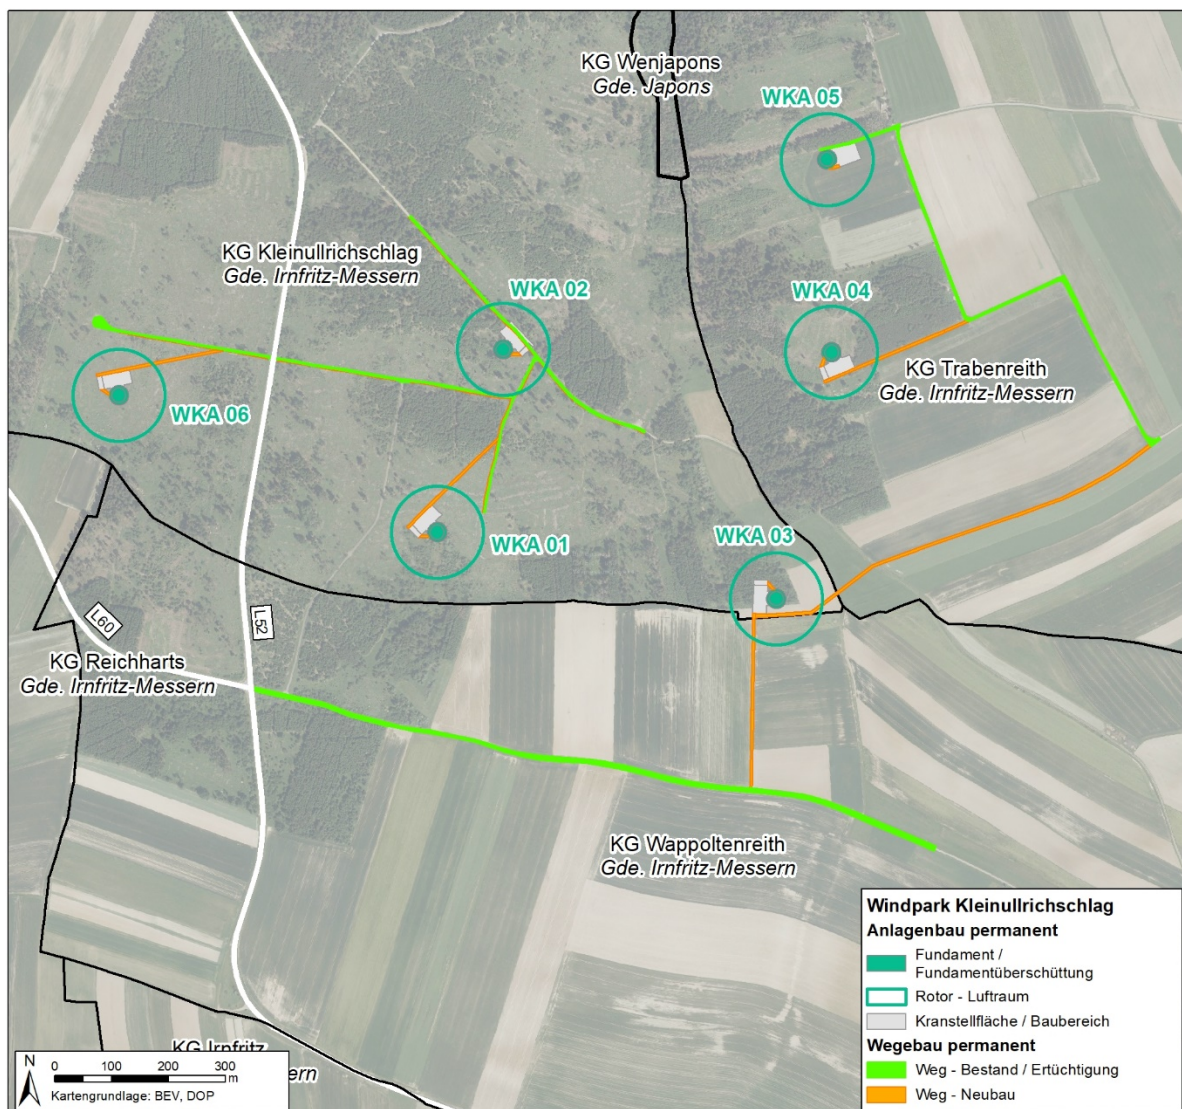 KG Wenjapons
Gde. Japons
WKA 05
KG Kleinullrichschlag
Gde. Irnfritz-Messern
WKA 02
WKA 04
KG Trabenreith
Gde. Irnfritz-Messern
WKA 06
WKA 01
WKA 03
L60
L52
KG Reichharts
Gde. Irnfritz-Messern
KG Wappoltenreith
Gde. Irnfritz-Messern
KG Irnfritz
N
0 100 200 300
m
Kartengrundlage: BEV, DOP
Windpark Kleinullrichschlag
Anlagenbau permanent
Fundament /
Fundamentüberschüttung
Rotor - Luftraum
Kranstellfläche / Baubereich
Wegebau permanent
Weg - Bestand / Ertüchtigung
Weg - Neubau